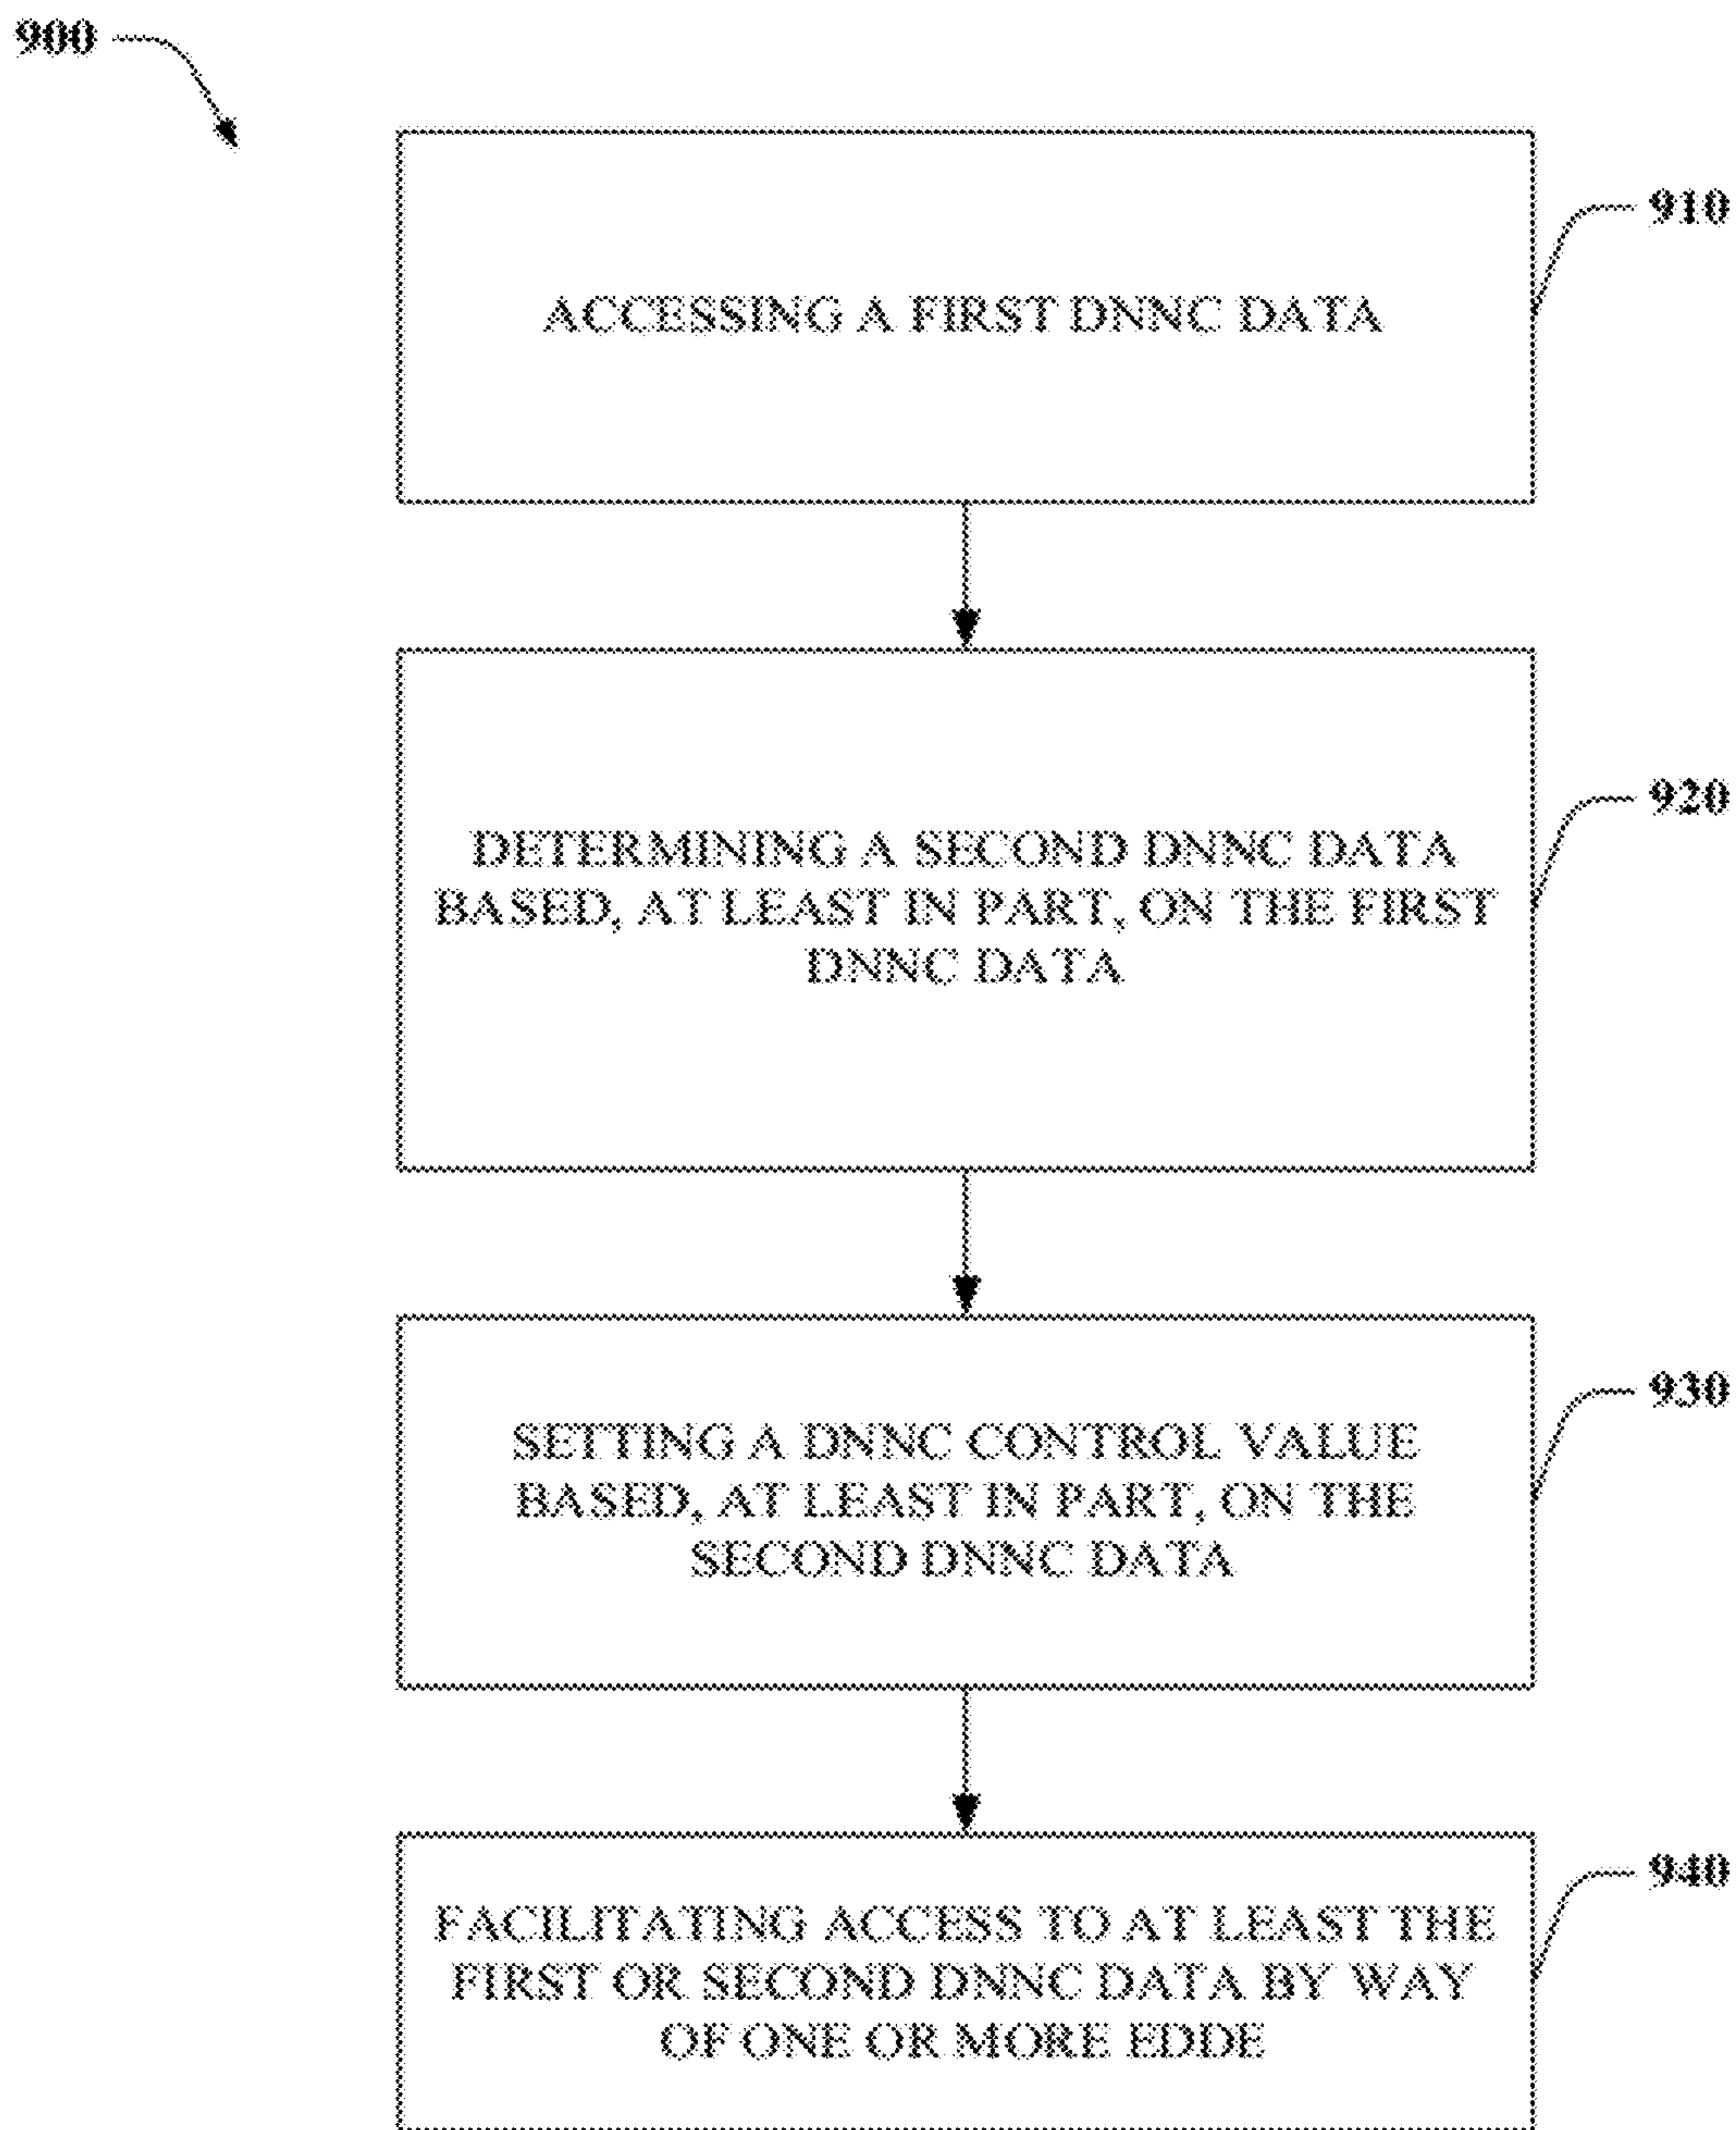 900
910
ACCESSING A FIRST DNNC DATA
920
DETERMINING A SECOND DNNC DATA
BASED, AT LEAST IN PART, ON THE FIRST
DNNC DATA
930
SETTING A DNNC CONTROL VALUE
BASED, AT LEAST IN PART, ON THE
SECOND DNNC DATA
940
FACILITATING ACCESS TO AT LEAST THE
FIRST OR SECOND DNNC DATA BY WAY
OF ONE OR MORE EDDE